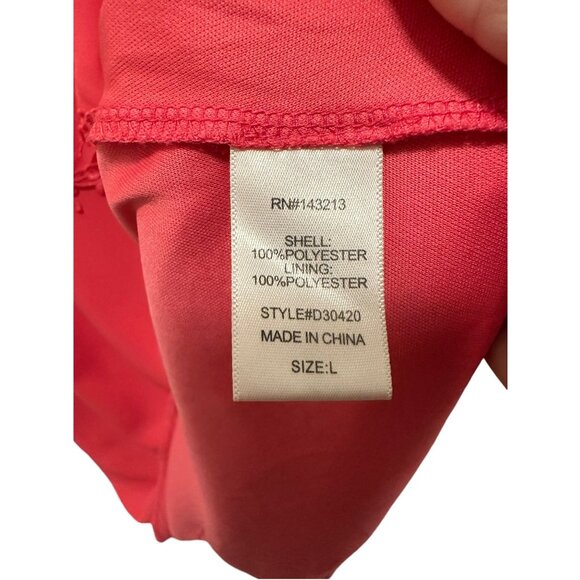 RN#143213
SHELL:
100%POLYESTER
LINING:
100%POLYESTER
STYLE#D30420
MADE IN CHINA
SIZE:L